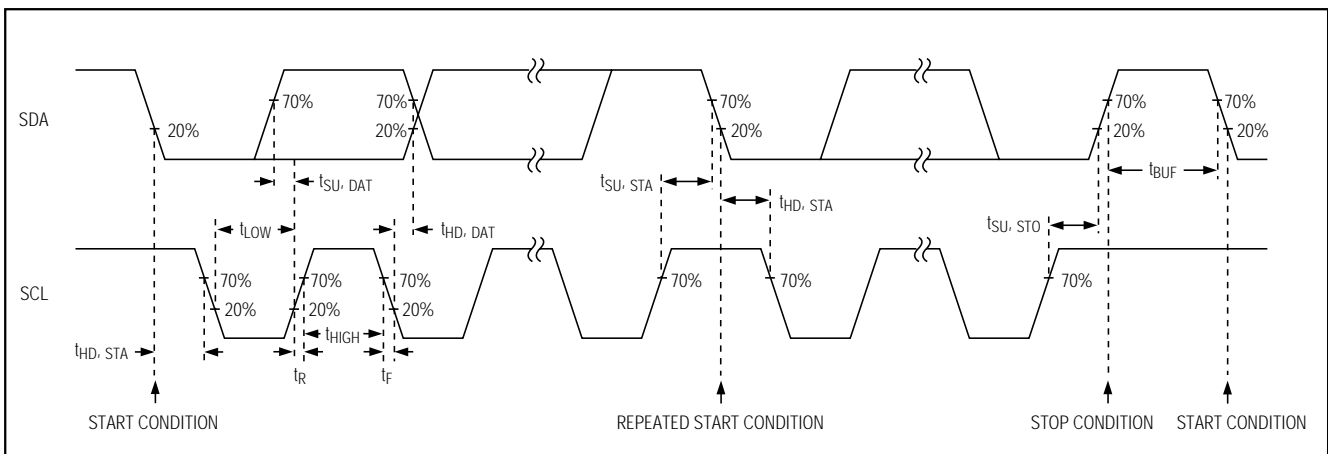 SDA
20%
70%
70%
20%
70%
20%
70%
20%
70%
20%
tSU, DAT
tHD, DAT
tSU, STA
tHD, STA
tSU, STO
tBUF
tLOW
SCL
70%
20%
70%
20%
70%
20%
70%
70%
70%
tHIGH
tHD, STA
tR
tF
START CONDITION
REPEATED START CONDITION
STOP CONDITION
START CONDITION